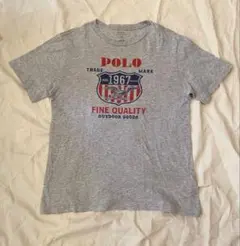 POLO
TRADE MARK
1967
FINE QUALITY
OUTDOOR GOODS